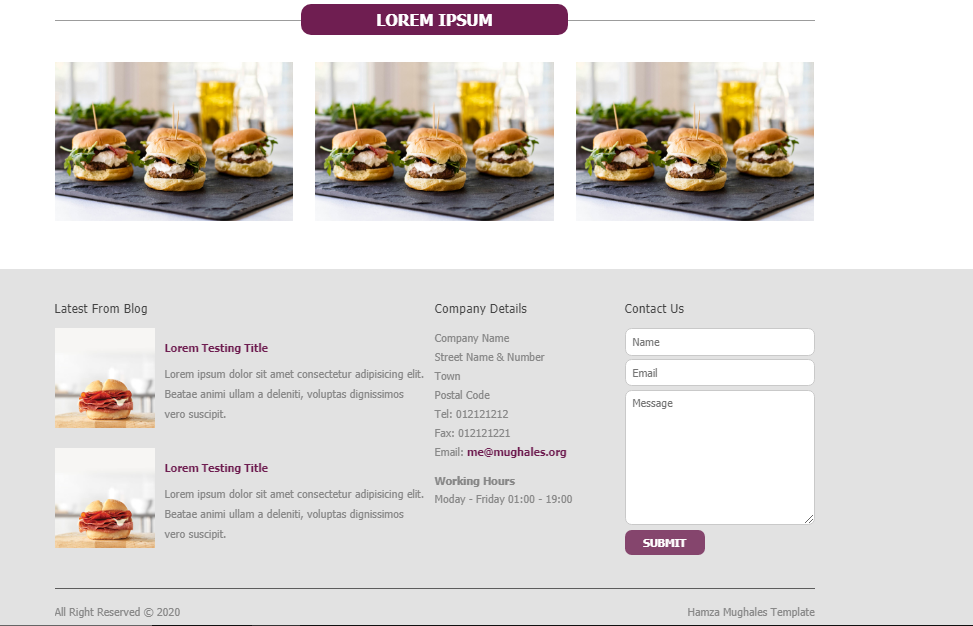 LOREM IPSUM
Latest From Blog
Lorem Testing Title
Lorem ipsum dolor sit amet consectetur adipisicing elit.
Beatae animi ullam a deleniti, voluptas dignissimos
vero suscipit.
Lorem Testing Title
Lorem ipsum dolor sit amet consectetur adipisicing elit.
Beatae animi ullam a deleniti, voluptas dignissimos
vero suscipit.
Company Details
Company Name
Street Name & Number
Town
Postal Code
Tel: 012121212
Fax: 012121221
Email: me@mughales.org
Working Hours
Moday - Friday 01:00 - 19:00
Contact Us
Name
Email
Message
SUBMIT
All Right Reserved © 2020
Hamza Mughales Template